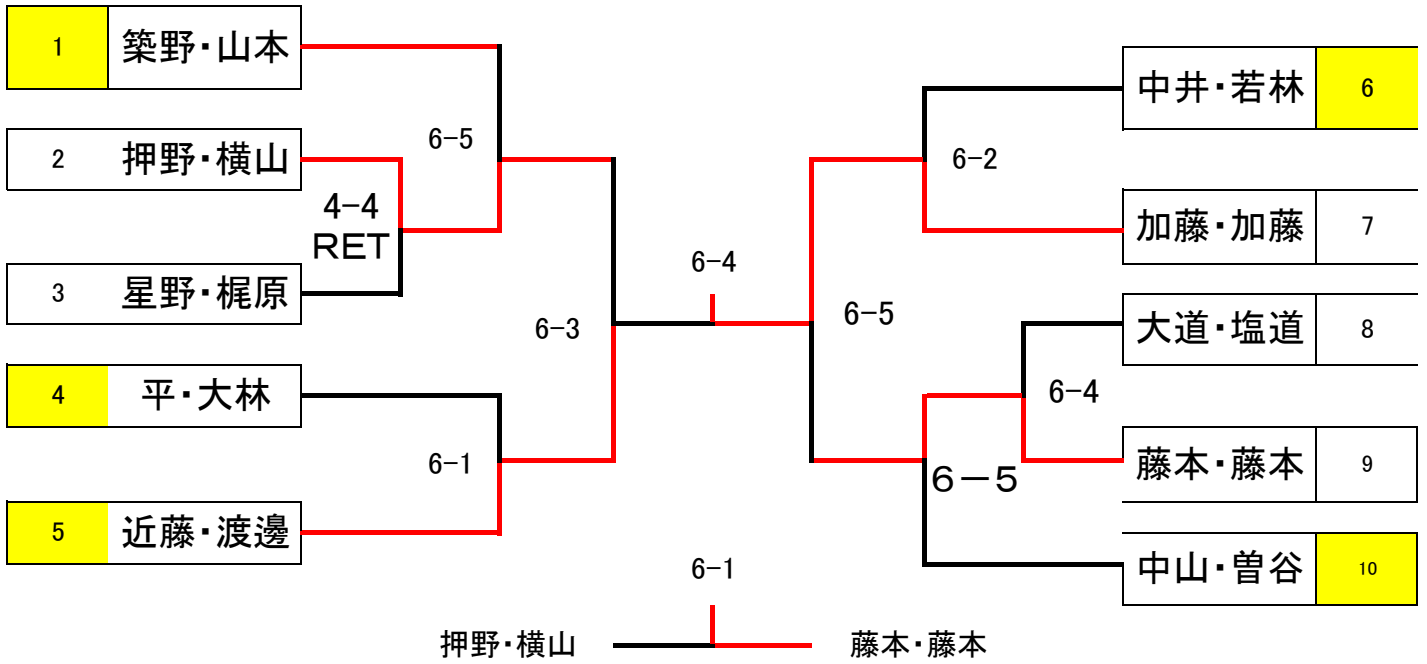 1 築野・山本
2 押野・横山
3 星野・梶原
4 平・大林
5 近藤・渡邊
6-5
4-4
RET
6-3
6-1
6-4
中井・若林 6
加藤・加藤 7
大道・塩道 8
藤本・藤本 9
中山・曽谷 10
6-2
6-5
6-4
6-5
6-1
押野・横山 藤本・藤本